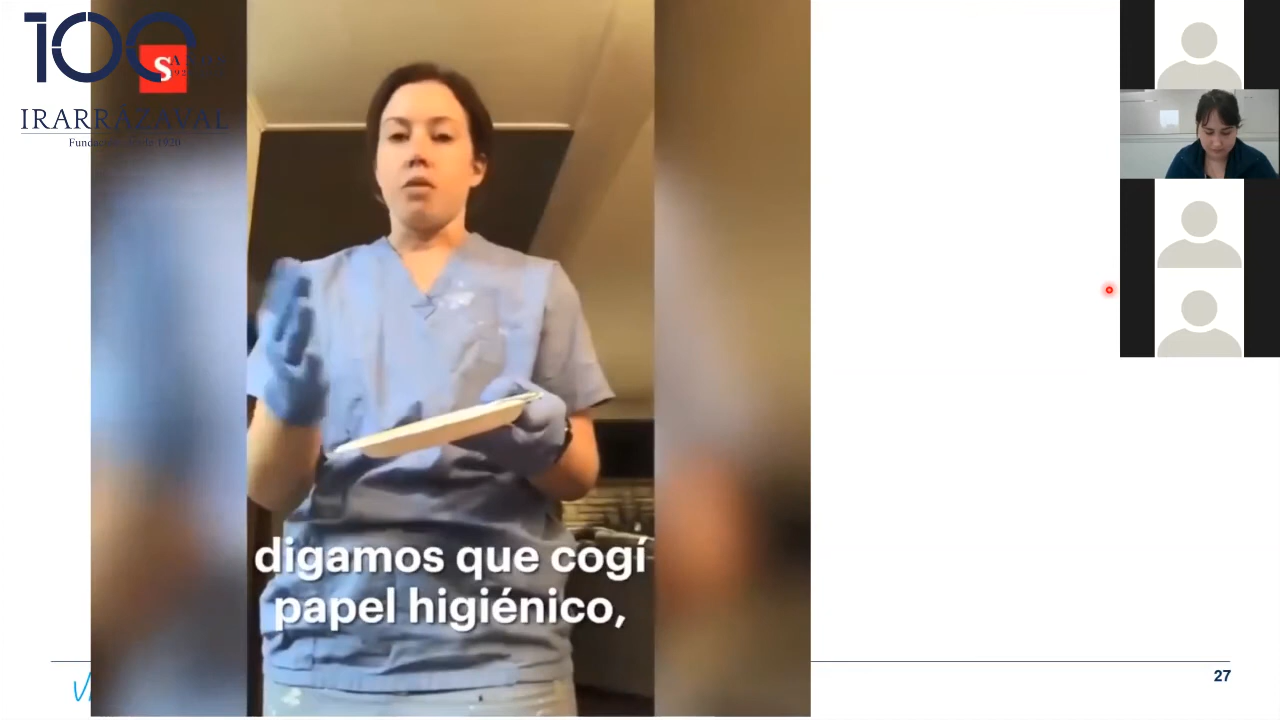 100
S
IRARRÁZAVAL
digamos que cogí
papel higiénico,
27